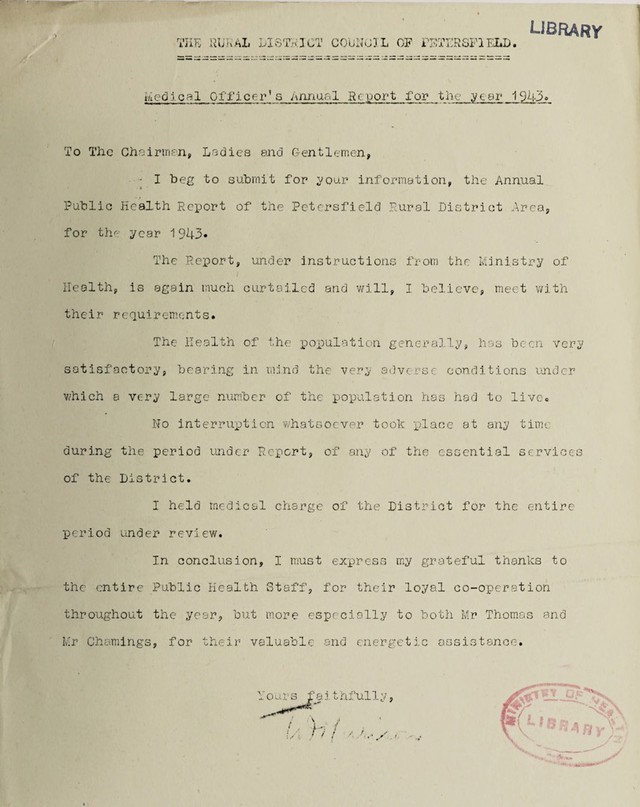 LIBRARY
THE RURAL DISTRICT COUNCIL OF PETERSFIELD.
Medical Officer's Annual Report for the year 1943.
To The Chairman, Ladies and Gentlemen,
I beg to submit for your information, the Annual
Public Health Report of the Petersfield Rural District Area,
for the year 1943.
The Report, under instructions from the Ministry of
Health, is again much curtailed and will, I believe, meet with
their requirements.
The Health of the population generally, has been very
satisfactory, bearing in mind the very adverse conditions under
which a very large number of the population has had to live.
No interruption whatsoever took place at any time
during the period under Report, of any of the essential services
of the District.
I held medical charge of the District for the entire
period under review.
In conclusion, I must express my grateful thanks to
the entire Public Health Staff, for their loyal co-operation
throughout the year, but more especially to both Mr Thomas and
Mr Chamings, for their valuable and energetic assistance.
Yours faithfully,
MINISTRY OF HEALTH
LIBRARY